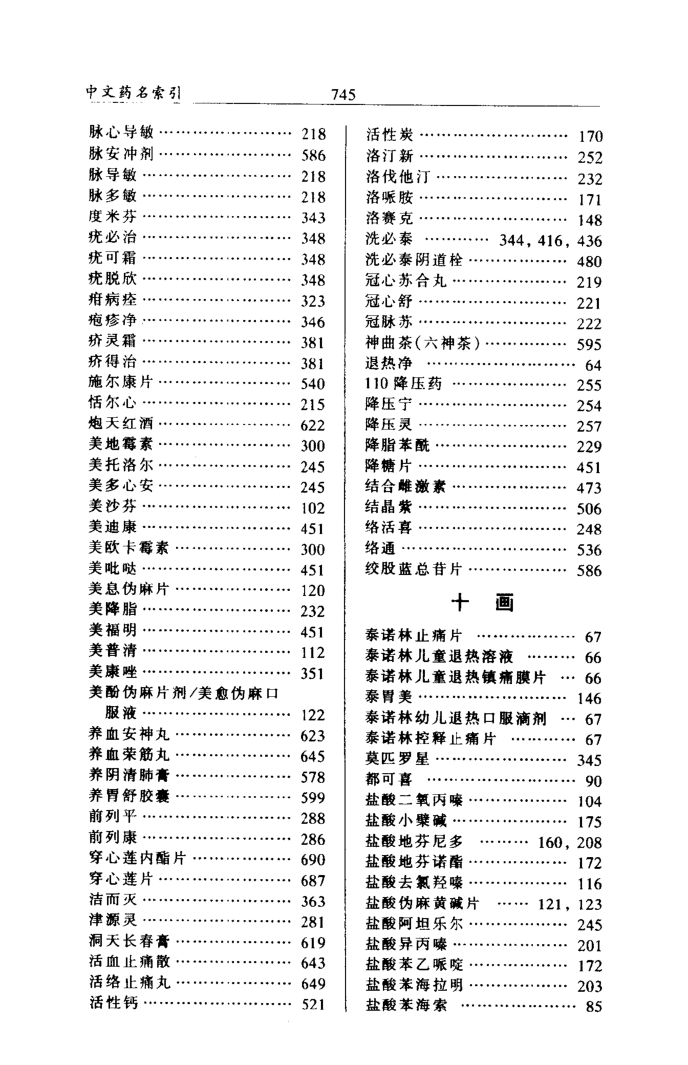 中文药名索引 745
脉心导敏 …………………… 218
脉安冲剂 …………………… 586
脉导敏 …………………… 218
脉多敏 …………………… 218
度米芬 …………………… 343
疣必治 …………………… 348
疣可霜 …………………… 348
疣脱欣 …………………… 348
疳病痊 …………………… 323
疱疹净 …………………… 346
疥灵霜 …………………… 381
疥得治 …………………… 381
施尔康片 …………………… 540
恬尔心 …………………… 215
炮天红酒 …………………… 622
美地霉素 …………………… 300
美托洛尔 …………………… 245
美多心安 …………………… 245
美沙芬 …………………… 102
美迪康 …………………… 451
美欧卡霉素 …………………… 300
美吡哒 …………………… 451
美息伪麻片 …………………… 120
美降脂 …………………… 232
美福明 …………………… 451
美普清 …………………… 112
美康唑 …………………… 351
美酚伪麻片剂/美愈伪麻口
服液 …………………… 122
养血安神丸 …………………… 623
养血荣筋丸 …………………… 645
养阴清肺膏 …………………… 578
养胃舒胶囊 …………………… 599
前列平 …………………… 288
前列康 …………………… 286
穿心莲内酯片 …………………… 690
穿心莲片 …………………… 687
洁而灭 …………………… 363
津源灵 …………………… 281
洞天长春膏 …………………… 619
活血止痛散 …………………… 643
活络止痛丸 …………………… 649
活性钙 …………………… 521
活性炭 …………………… 170
洛汀新 …………………… 252
洛伐他汀 …………………… 232
洛哌胺 …………………… 171
洛赛克 …………………… 148
洗必泰 ………… 344, 416, 436
洗必泰阴道栓 ……………… 480
冠心苏合丸 ……………… 219
冠心舒 …………………… 221
冠脉苏 …………………… 222
神曲茶(六神茶) …………… 595
退热净 …………………… 64
110 降压药 ……………… 255
降压宁 …………………… 254
降压灵 …………………… 257
降脂苯酰 ………………… 229
降糖片 …………………… 451
结合雌激素 ……………… 473
结晶紫 …………………… 506
络活喜 …………………… 248
络通 ……………………… 536
绞股蓝总苷片 …………… 586
十画
泰诺林止痛片 …………… 67
泰诺林儿童退热溶液 ……… 66
泰诺林儿童退热镇痛膜片 … 66
泰胃美 …………………… 146
泰诺林幼儿退热口服滴剂 … 67
泰诺林控释止痛片 ………… 67
莫匹罗星 ………………… 345
都可喜 …………………… 90
盐酸二氧丙嗪 …………… 104
盐酸小檗碱 ……………… 175
盐酸地芬尼多 ……… 160, 208
盐酸地芬诺酯 …………… 172
盐酸去氯羟嗪 …………… 116
盐酸伪麻黄碱片 …… 121, 123
盐酸阿坦乐尔 …………… 245
盐酸异丙嗪 ……………… 201
盐酸苯乙哌啶 …………… 172
盐酸苯海拉明 …………… 203
盐酸苯海索 ……………… 85